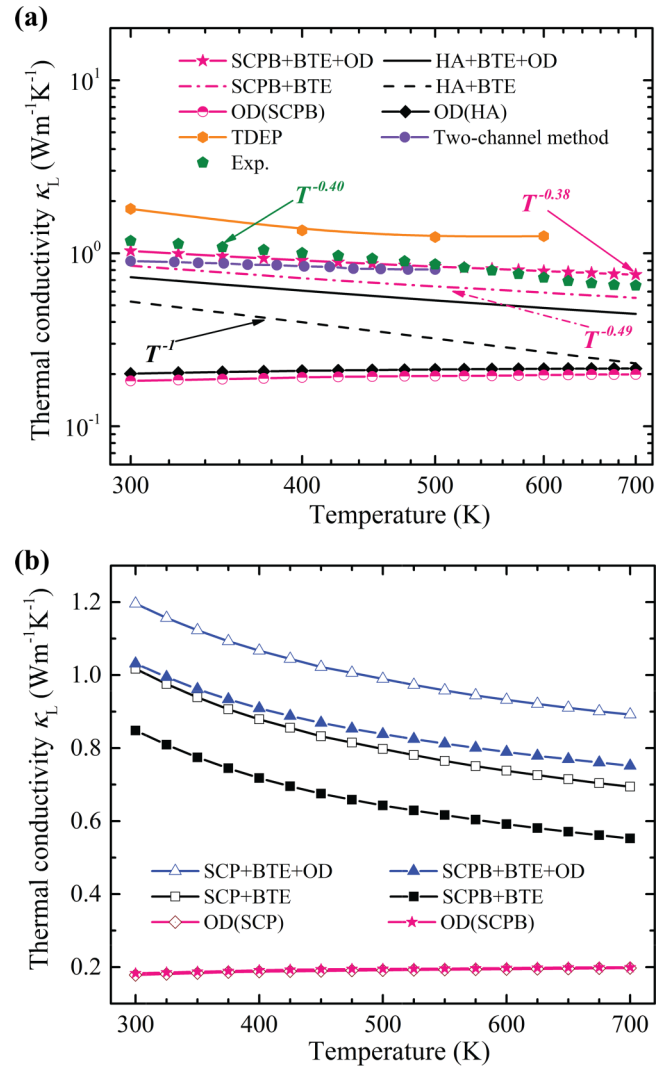 (a)
10¹
10⁰
10⁻¹
Thermal conductivity κL (Wm⁻¹K⁻¹)
SCPB+BTE+OD HA+BTE+OD
SCPB+BTE HA+BTE
OD(SCPB) OD(HA)
TDEP Two-channel method
Exp.
T⁻⁰·⁴⁰
T⁻⁰·³⁸
T⁻¹
T⁻⁰·⁴⁹
300 400 500 600 700
Temperature (K)
(b)
1.2
1.0
0.8
0.6
0.4
0.2
Thermal conductivity κL (Wm⁻¹K⁻¹)
SCP+BTE+OD SCPB+BTE+OD
SCP+BTE SCPB+BTE
OD(SCP) OD(SCPB)
300 400 500 600 700
Temperature (K)